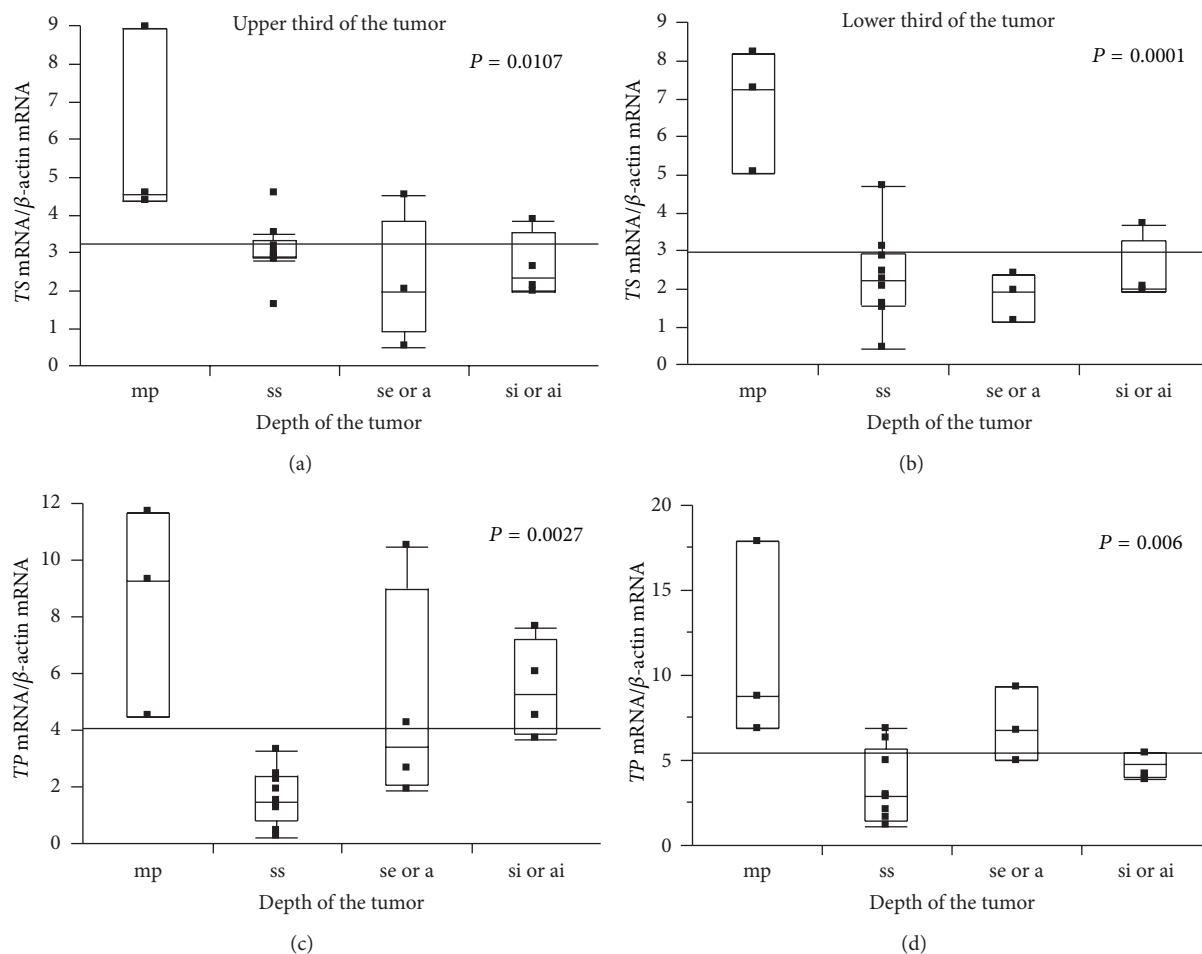 Upper third of the tumor
P = 0.0107
TS mRNA/β-actin mRNA
9
8
7
6
5
4
3
2
1
0
mp ss se or a si or ai
Depth of the tumor
(a)
Lower third of the tumor
P = 0.0001
TS mRNA/β-actin mRNA
9
8
7
6
5
4
3
2
1
0
mp ss se or a si or ai
Depth of the tumor
(b)
P = 0.0027
TP mRNA/β-actin mRNA
12
10
8
6
4
2
0
mp ss se or a si or ai
Depth of the tumor
(c)
P = 0.006
TP mRNA/β-actin mRNA
20
15
10
5
0
mp ss se or a si or ai
Depth of the tumor
(d)